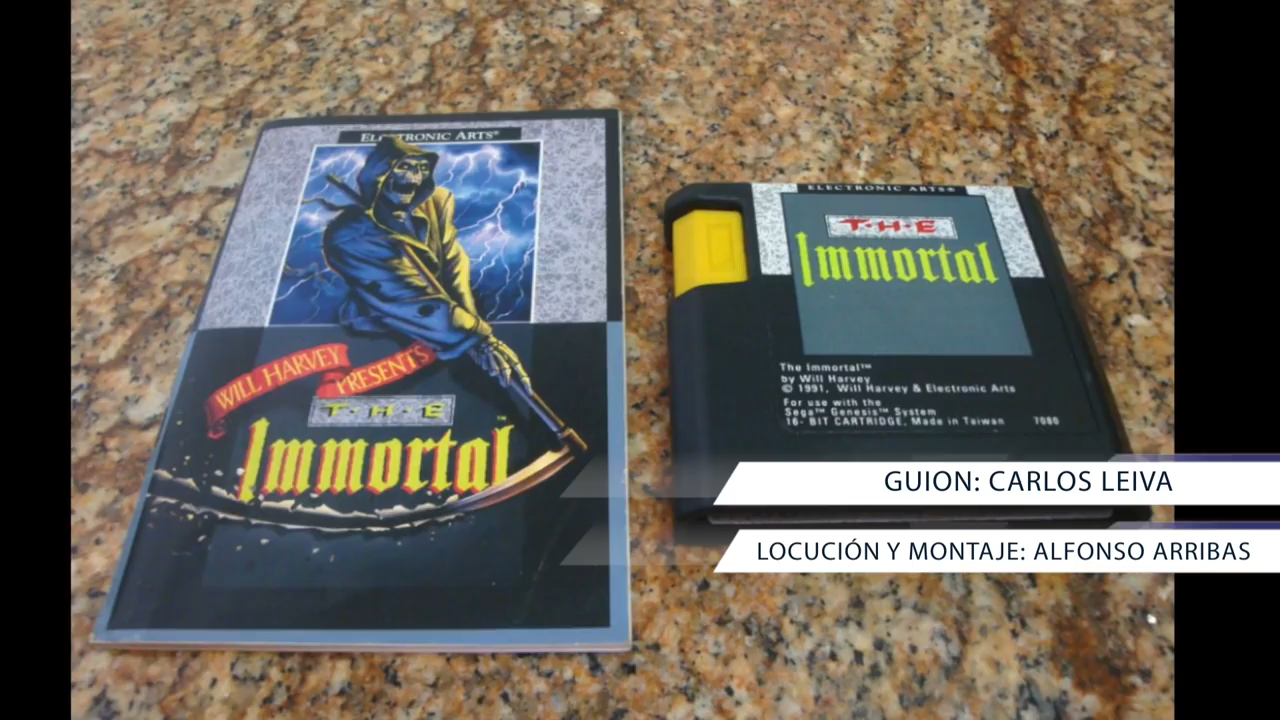 ELECTRONIC ARTS®
WILL HARVEY
PRESENTS
T·H·E
Immortal™
ELECTRONIC ARTS®
T·H·E
Immortal
The Immortal™
by Will Harvey
© 1991, Will Harvey & Electronic Arts
For use with the
Sega™ Genesis™ System
16- BIT CARTRIDGE, Made in Taiwan 7080
GUION: CARLOS LEIVA
LOCUCIÓN Y MONTAJE: ALFONSO ARRIBAS